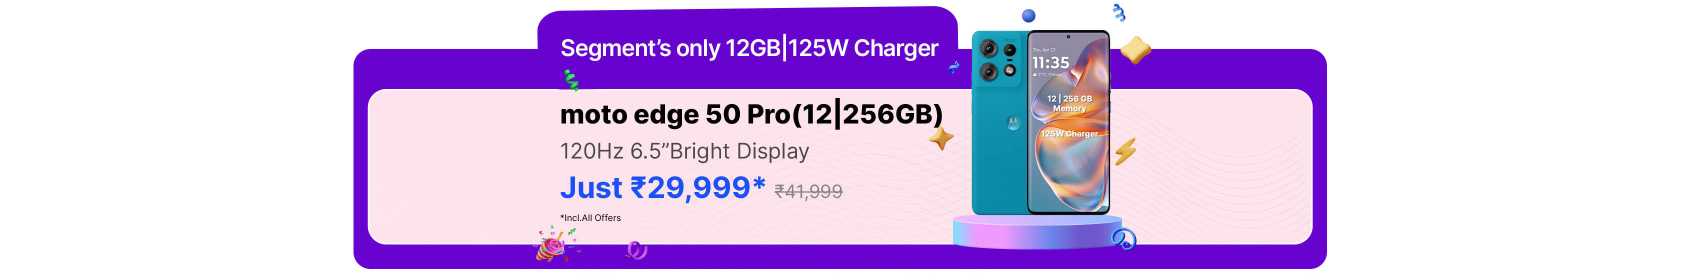 Segment's only 12GB|125W Charger
moto edge 50 Pro(12|256GB)
120Hz 6.5”Bright Display
Just ₹29,999* ₹41,999
*Incl.All Offers
11:35
12 | 256 GB
Memory
125W Charger